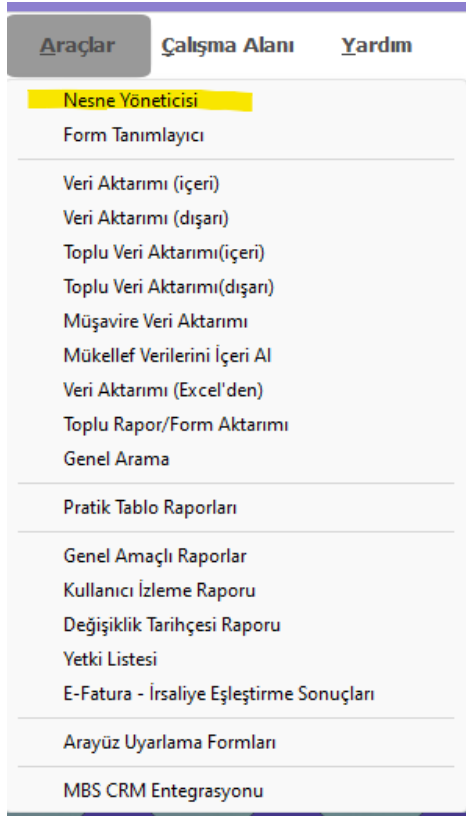 Araçlar Çalışma Alanı Yardım
Nesne Yöneticisi
Form Tanımlayıcı
Veri Aktarımı (içeri)
Veri Aktarımı (dışarı)
Toplu Veri Aktarımı(içeri)
Toplu Veri Aktarımı(dışarı)
Müşavire Veri Aktarımı
Mükellef Verilerini İçeri Al
Veri Aktarımı (Excel'den)
Toplu Rapor/Form Aktarımı
Genel Arama
Pratik Tablo Raporları
Genel Amaçlı Raporlar
Kullanıcı İzleme Raporu
Değişiklik Tarihçesi Raporu
Yetki Listesi
E-Fatura - İrsaliye Eşleştirme Sonuçları
Arayüz Uyarlama Formları
MBS CRM Entegrasyonu